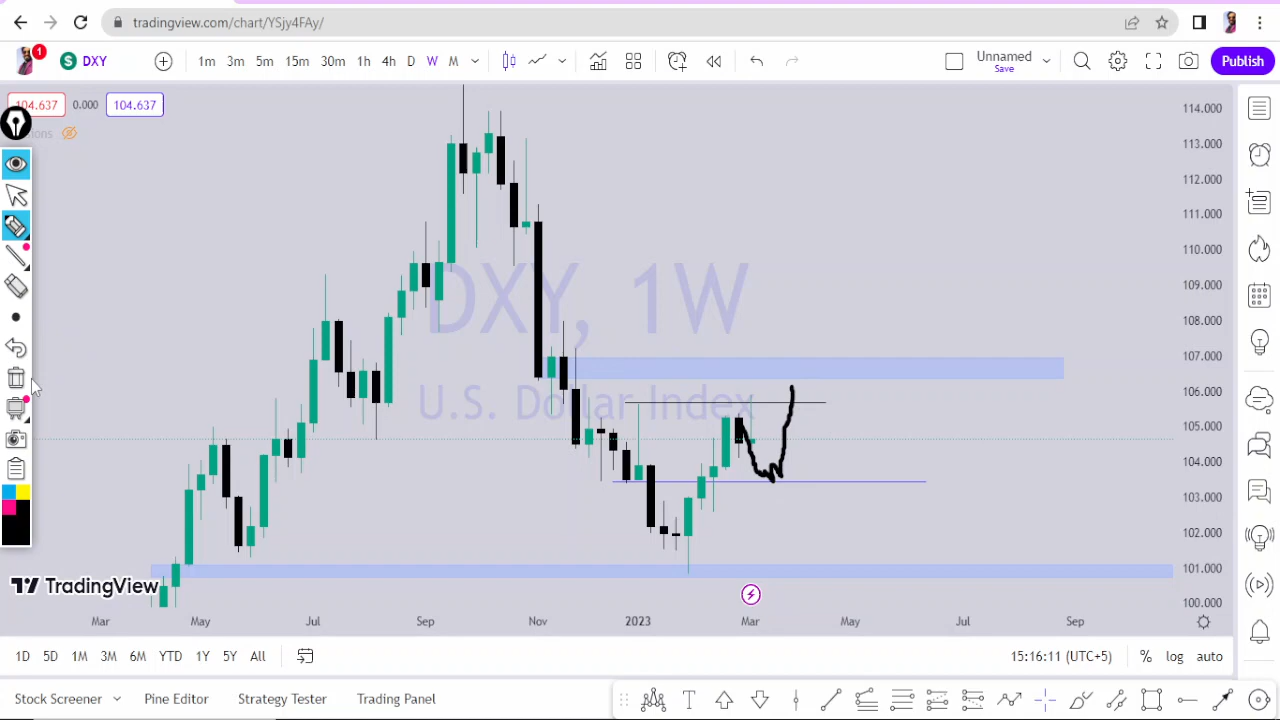 tradingview.com/chart/YSjy4FAy/
1 S DXY 1m 3m 5m 15m 30m 1h 4h D W M Unnamed Save Publish
104.637 0.000 104.637
DXY, 1W
U.S. Dollar Index
114.000
113.000
112.000
111.000
110.000
109.000
108.000
107.000
106.000
105.000
104.000
103.000
102.000
101.000
100.000
TradingView
Mar May Jul Sep Nov 2023 Mar May Jul Sep
1D 5D 1M 3M 6M YTD 1Y 5Y All 15:16:11 (UTC+5) % log auto
Stock Screener Pine Editor Strategy Tester Trading Panel